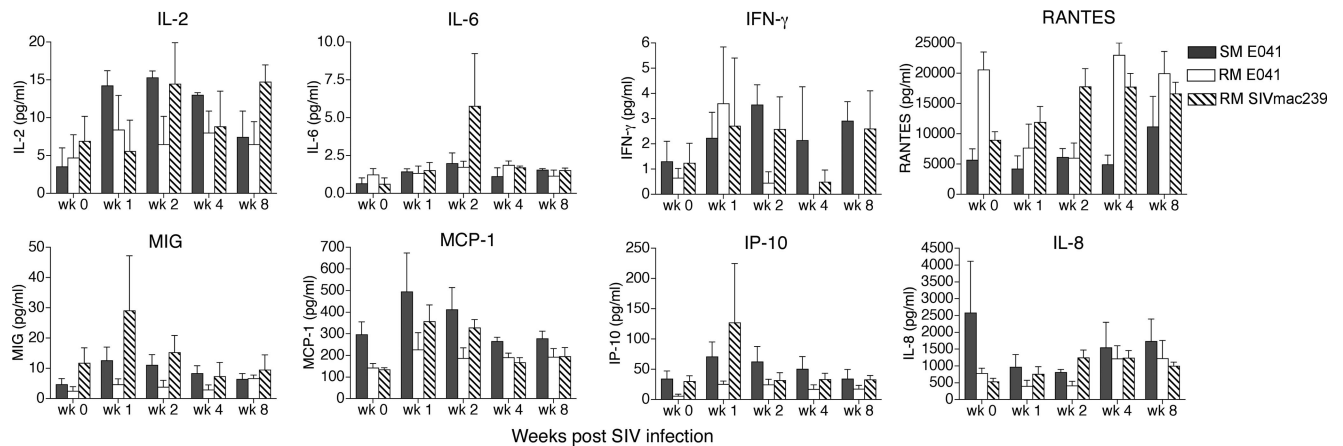 IL-2
IL-6
IFN-γ
RANTES
IL-2 (pg/ml)
20
15
10
5
0
wk 0 wk 1 wk 2 wk 4 wk 8
IL-6 (pg/ml)
10.0
7.5
5.0
2.5
0.0
wk 0 wk 1 wk 2 wk 4 wk 8
IFN-γ (pg/ml)
6
5
4
3
2
1
0
wk 0 wk 1 wk 2 wk 4 wk 8
RANTES (pg/ml)
25000
20000
15000
10000
5000
0
wk 0 wk 1 wk 2 wk 4 wk 8
SM E041
RM E041
RM SIVmac239
MIG
MCP-1
IP-10
IL-8
MIG (pg/ml)
50
40
30
20
10
0
wk 0 wk 1 wk 2 wk 4 wk 8
MCP-1 (pg/ml)
700
600
500
400
300
200
100
0
wk 0 wk 1 wk 2 wk 4 wk 8
IP-10 (pg/ml)
250
200
150
100
50
0
wk 0 wk 1 wk 2 wk 4 wk 8
IL-8 (pg/ml)
4500
4000
3500
3000
2500
2000
1500
1000
500
0
wk 0 wk 1 wk 2 wk 4 wk 8
Weeks post SIV infection